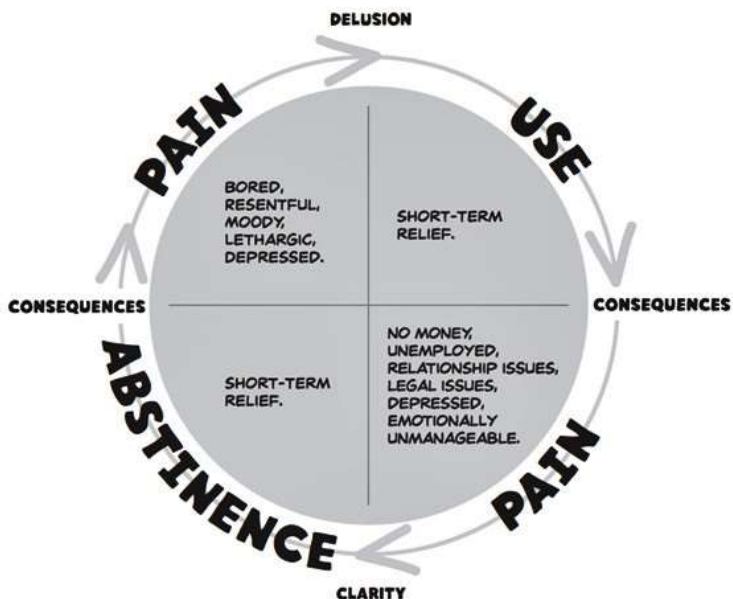 DELUSION
PAIN
USE
BORED,
RESENTFUL,
MOODY,
LETHARGIC,
DEPRESSED.
SHORT-TERM
RELIEF.
CONSEQUENCES
CONSEQUENCES
ABSTINENCE
SHORT-TERM
RELIEF.
NO MONEY,
UNEMPLOYED,
RELATIONSHIP ISSUES,
LEGAL ISSUES,
DEPRESSED,
EMOTIONALLY
UNMANAGEABLE.
PAIN
CLARITY